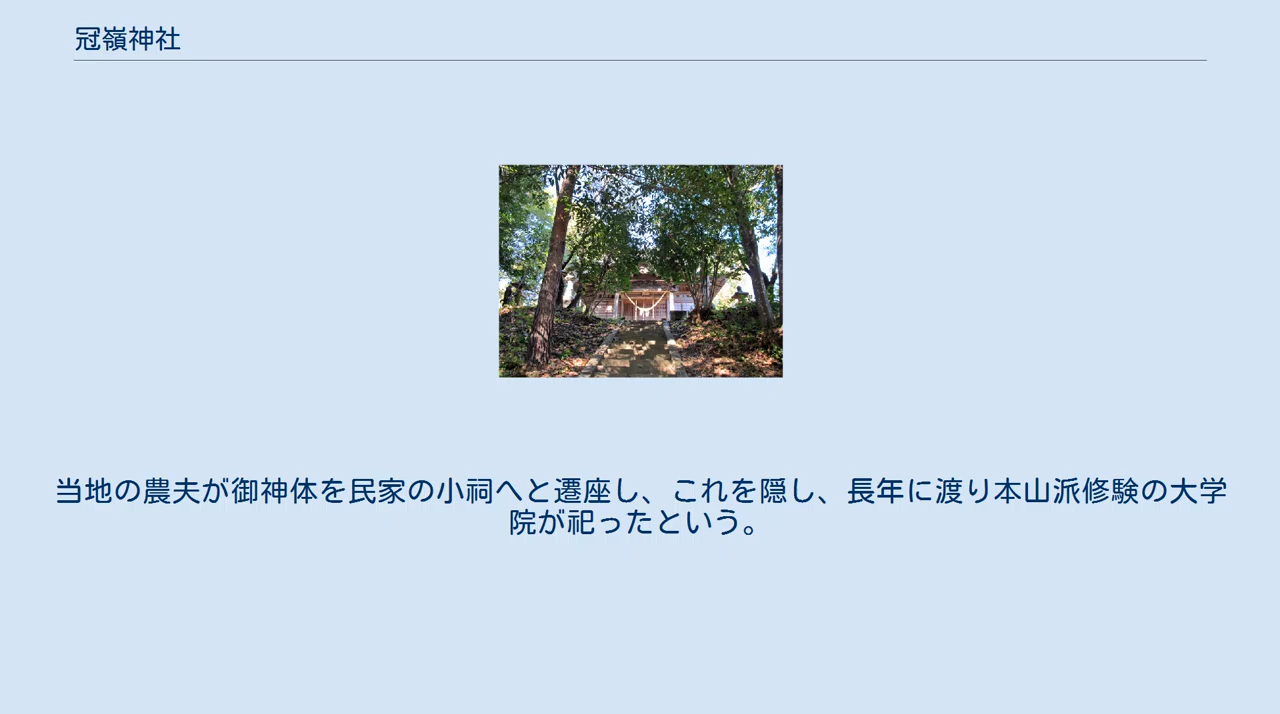 冠嶺神社
当地の農夫が御神体を民家の小祠へと遷座し、これを隠し、長年に渡り本山派修験の大学
院が祀ったという。